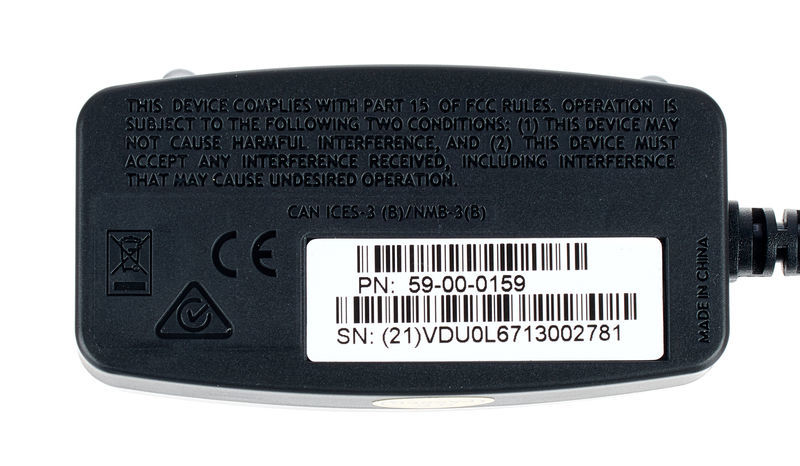 THIS DEVICE COMPLIES WITH PART 15 OF FCC RULES. OPERATION IS
SUBJECT TO THE FOLLOWING TWO CONDITIONS: (1) THIS DEVICE MAY
NOT CAUSE HARMFUL INTERFERENCE, AND (2) THIS DEVICE MUST
ACCEPT ANY INTERFERENCE RECEIVED, INCLUDING INTERFERENCE
THAT MAY CAUSE UNDESIRED OPERATION.
CAN ICES-3 (B)/NMB-3(B)
CE
PN: 59-00-0159
SN: (21)VDU0L6713002781
MADE IN CHINA